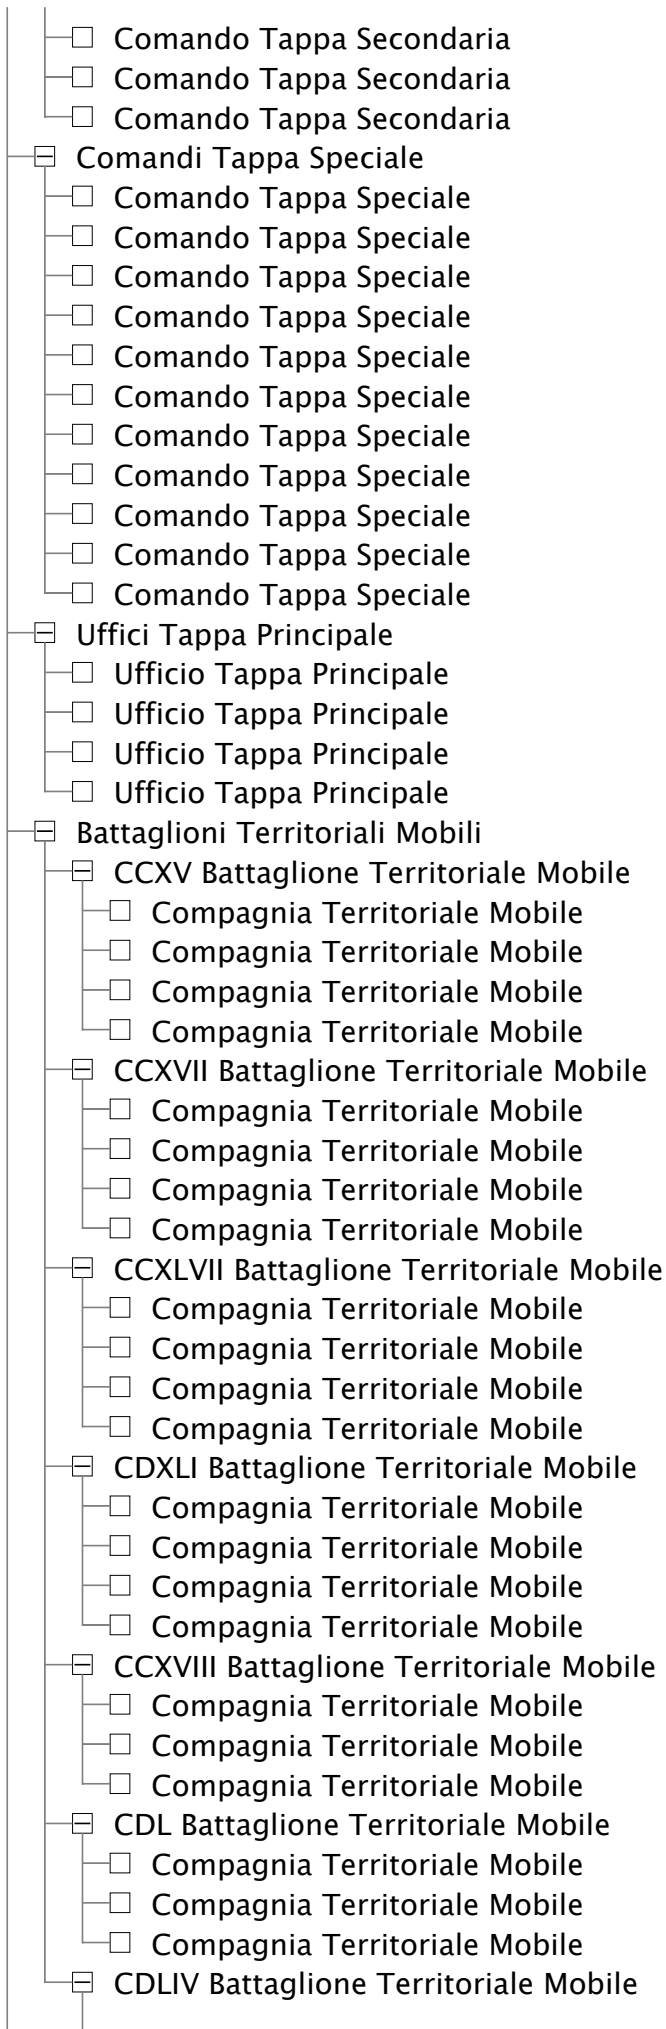 Comando Tappa Secondaria
Comando Tappa Secondaria
Comando Tappa Secondaria
Comandi Tappa Speciale
Comando Tappa Speciale
Comando Tappa Speciale
Comando Tappa Speciale
Comando Tappa Speciale
Comando Tappa Speciale
Comando Tappa Speciale
Comando Tappa Speciale
Comando Tappa Speciale
Comando Tappa Speciale
Comando Tappa Speciale
Comando Tappa Speciale
Uffici Tappa Principale
Ufficio Tappa Principale
Ufficio Tappa Principale
Ufficio Tappa Principale
Ufficio Tappa Principale
Battaglioni Territoriali Mobili
CCXV Battaglione Territoriale Mobile
Compagnia Territoriale Mobile
Compagnia Territoriale Mobile
Compagnia Territoriale Mobile
Compagnia Territoriale Mobile
CCXVII Battaglione Territoriale Mobile
Compagnia Territoriale Mobile
Compagnia Territoriale Mobile
Compagnia Territoriale Mobile
Compagnia Territoriale Mobile
CCXLVII Battaglione Territoriale Mobile
Compagnia Territoriale Mobile
Compagnia Territoriale Mobile
Compagnia Territoriale Mobile
Compagnia Territoriale Mobile
CDXLI Battaglione Territoriale Mobile
Compagnia Territoriale Mobile
Compagnia Territoriale Mobile
Compagnia Territoriale Mobile
Compagnia Territoriale Mobile
CCXVIII Battaglione Territoriale Mobile
Compagnia Territoriale Mobile
Compagnia Territoriale Mobile
Compagnia Territoriale Mobile
CDL Battaglione Territoriale Mobile
Compagnia Territoriale Mobile
Compagnia Territoriale Mobile
Compagnia Territoriale Mobile
CDLIV Battaglione Territoriale Mobile